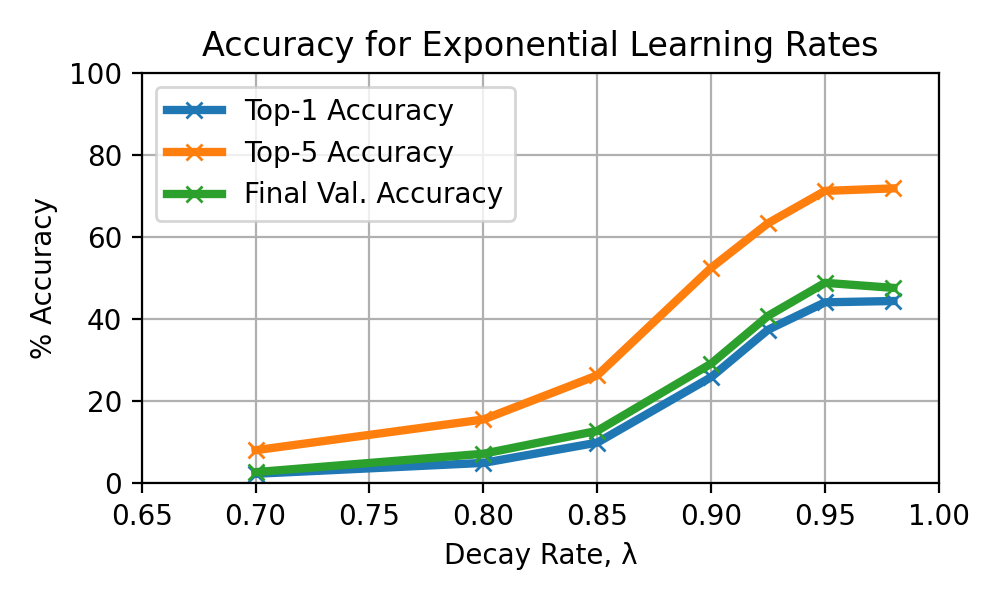 Accuracy for Exponential Learning Rates
100
80
60
40
20
0
% Accuracy
Top-1 Accuracy
Top-5 Accuracy
Final Val. Accuracy
0.65 0.70 0.75 0.80 0.85 0.90 0.95 1.00
Decay Rate, λ